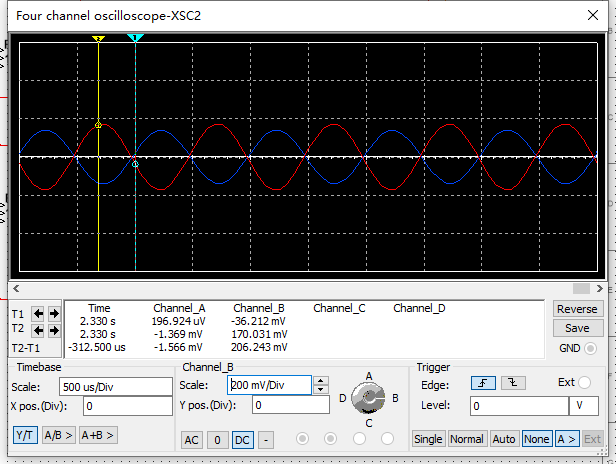 Four channel oscilloscope-XSC2
2 1
T1
T2
T2-T1
Time Channel_A Channel_B Channel_C Channel_D
2.330 s 196.924 uV -36.212 mV
2.330 s -1.369 mV 170.031 mV
-312.500 us -1.566 mV 206.243 mV
Reverse
Save
GND
Timebase
Scale: 500 us/Div
X pos.(Div): 0
Y/T A/B > A+B >
Channel_B
Scale: 200 mV/Div
Y pos.(Div): 0
AC 0 DC -
A
D B
C
Trigger
Edge: Ext
Level: 0 V
Single Normal Auto None A > Ext